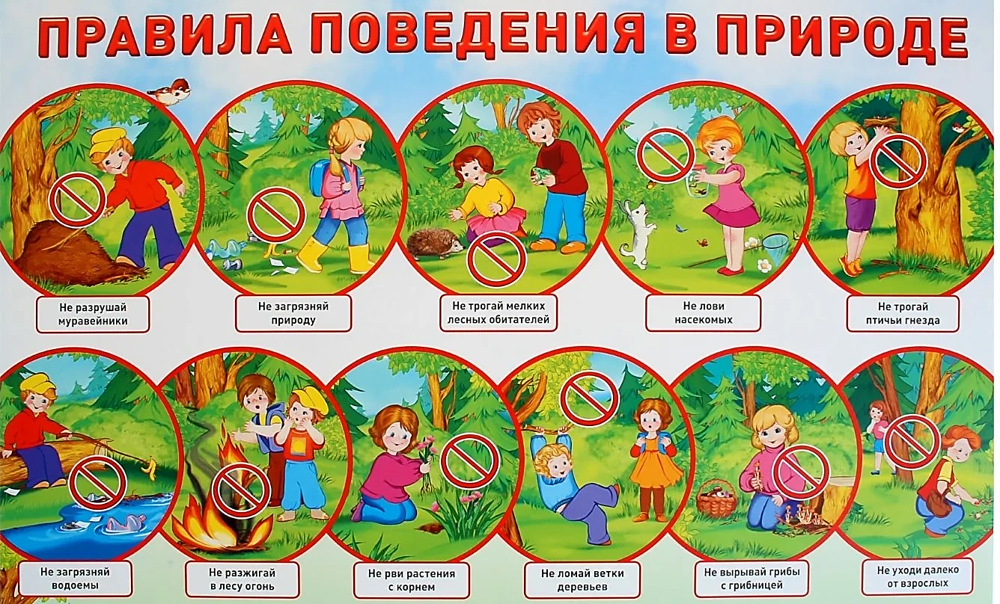 ПРАВИЛА ПОВЕДЕНИЯ В ПРИРОДЕ
Не разрушай
муравейники
Не загрязняй
природу
Не трогай мелких
лесных обитателей
Не лови
насекомых
Не трогай
птичьи гнезда
Не загрязняй
водоемы
Не разжигай
в лесу огонь
Не рви растения
с корнем
Не ломай ветки
деревьев
Не вырывай грибы
с грибницей
Не уходи далеко
от взрослых